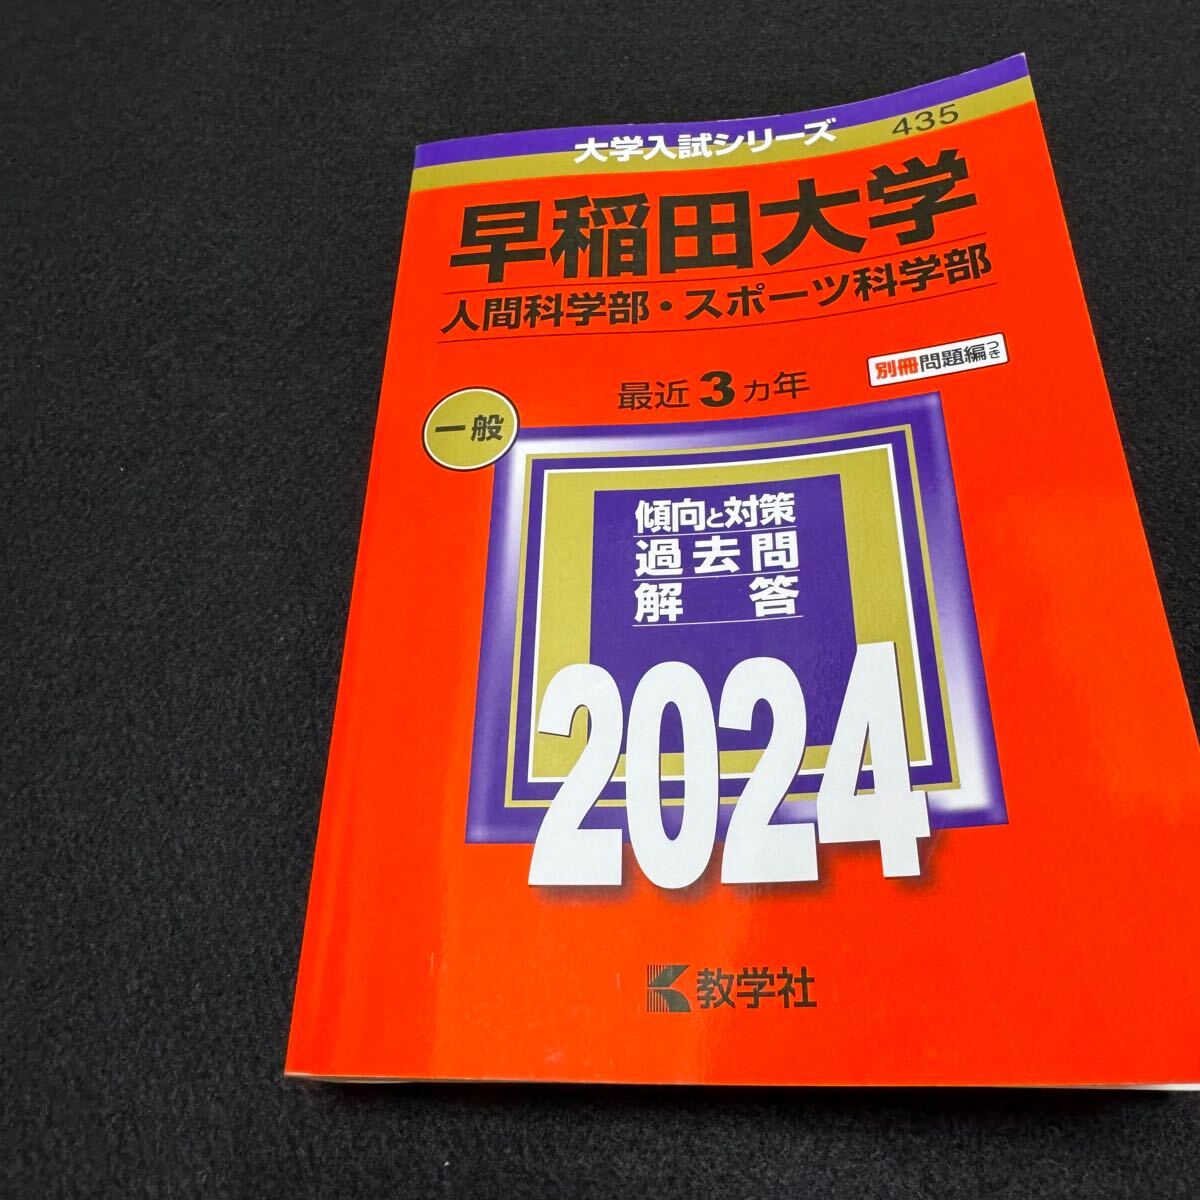 大学入試シリーズ 435
早稲田大学
人間科学部・スポーツ科学部
別冊問題編つき
最近3カ年
一般
傾向と対策
過去問
解答
2024
教学社